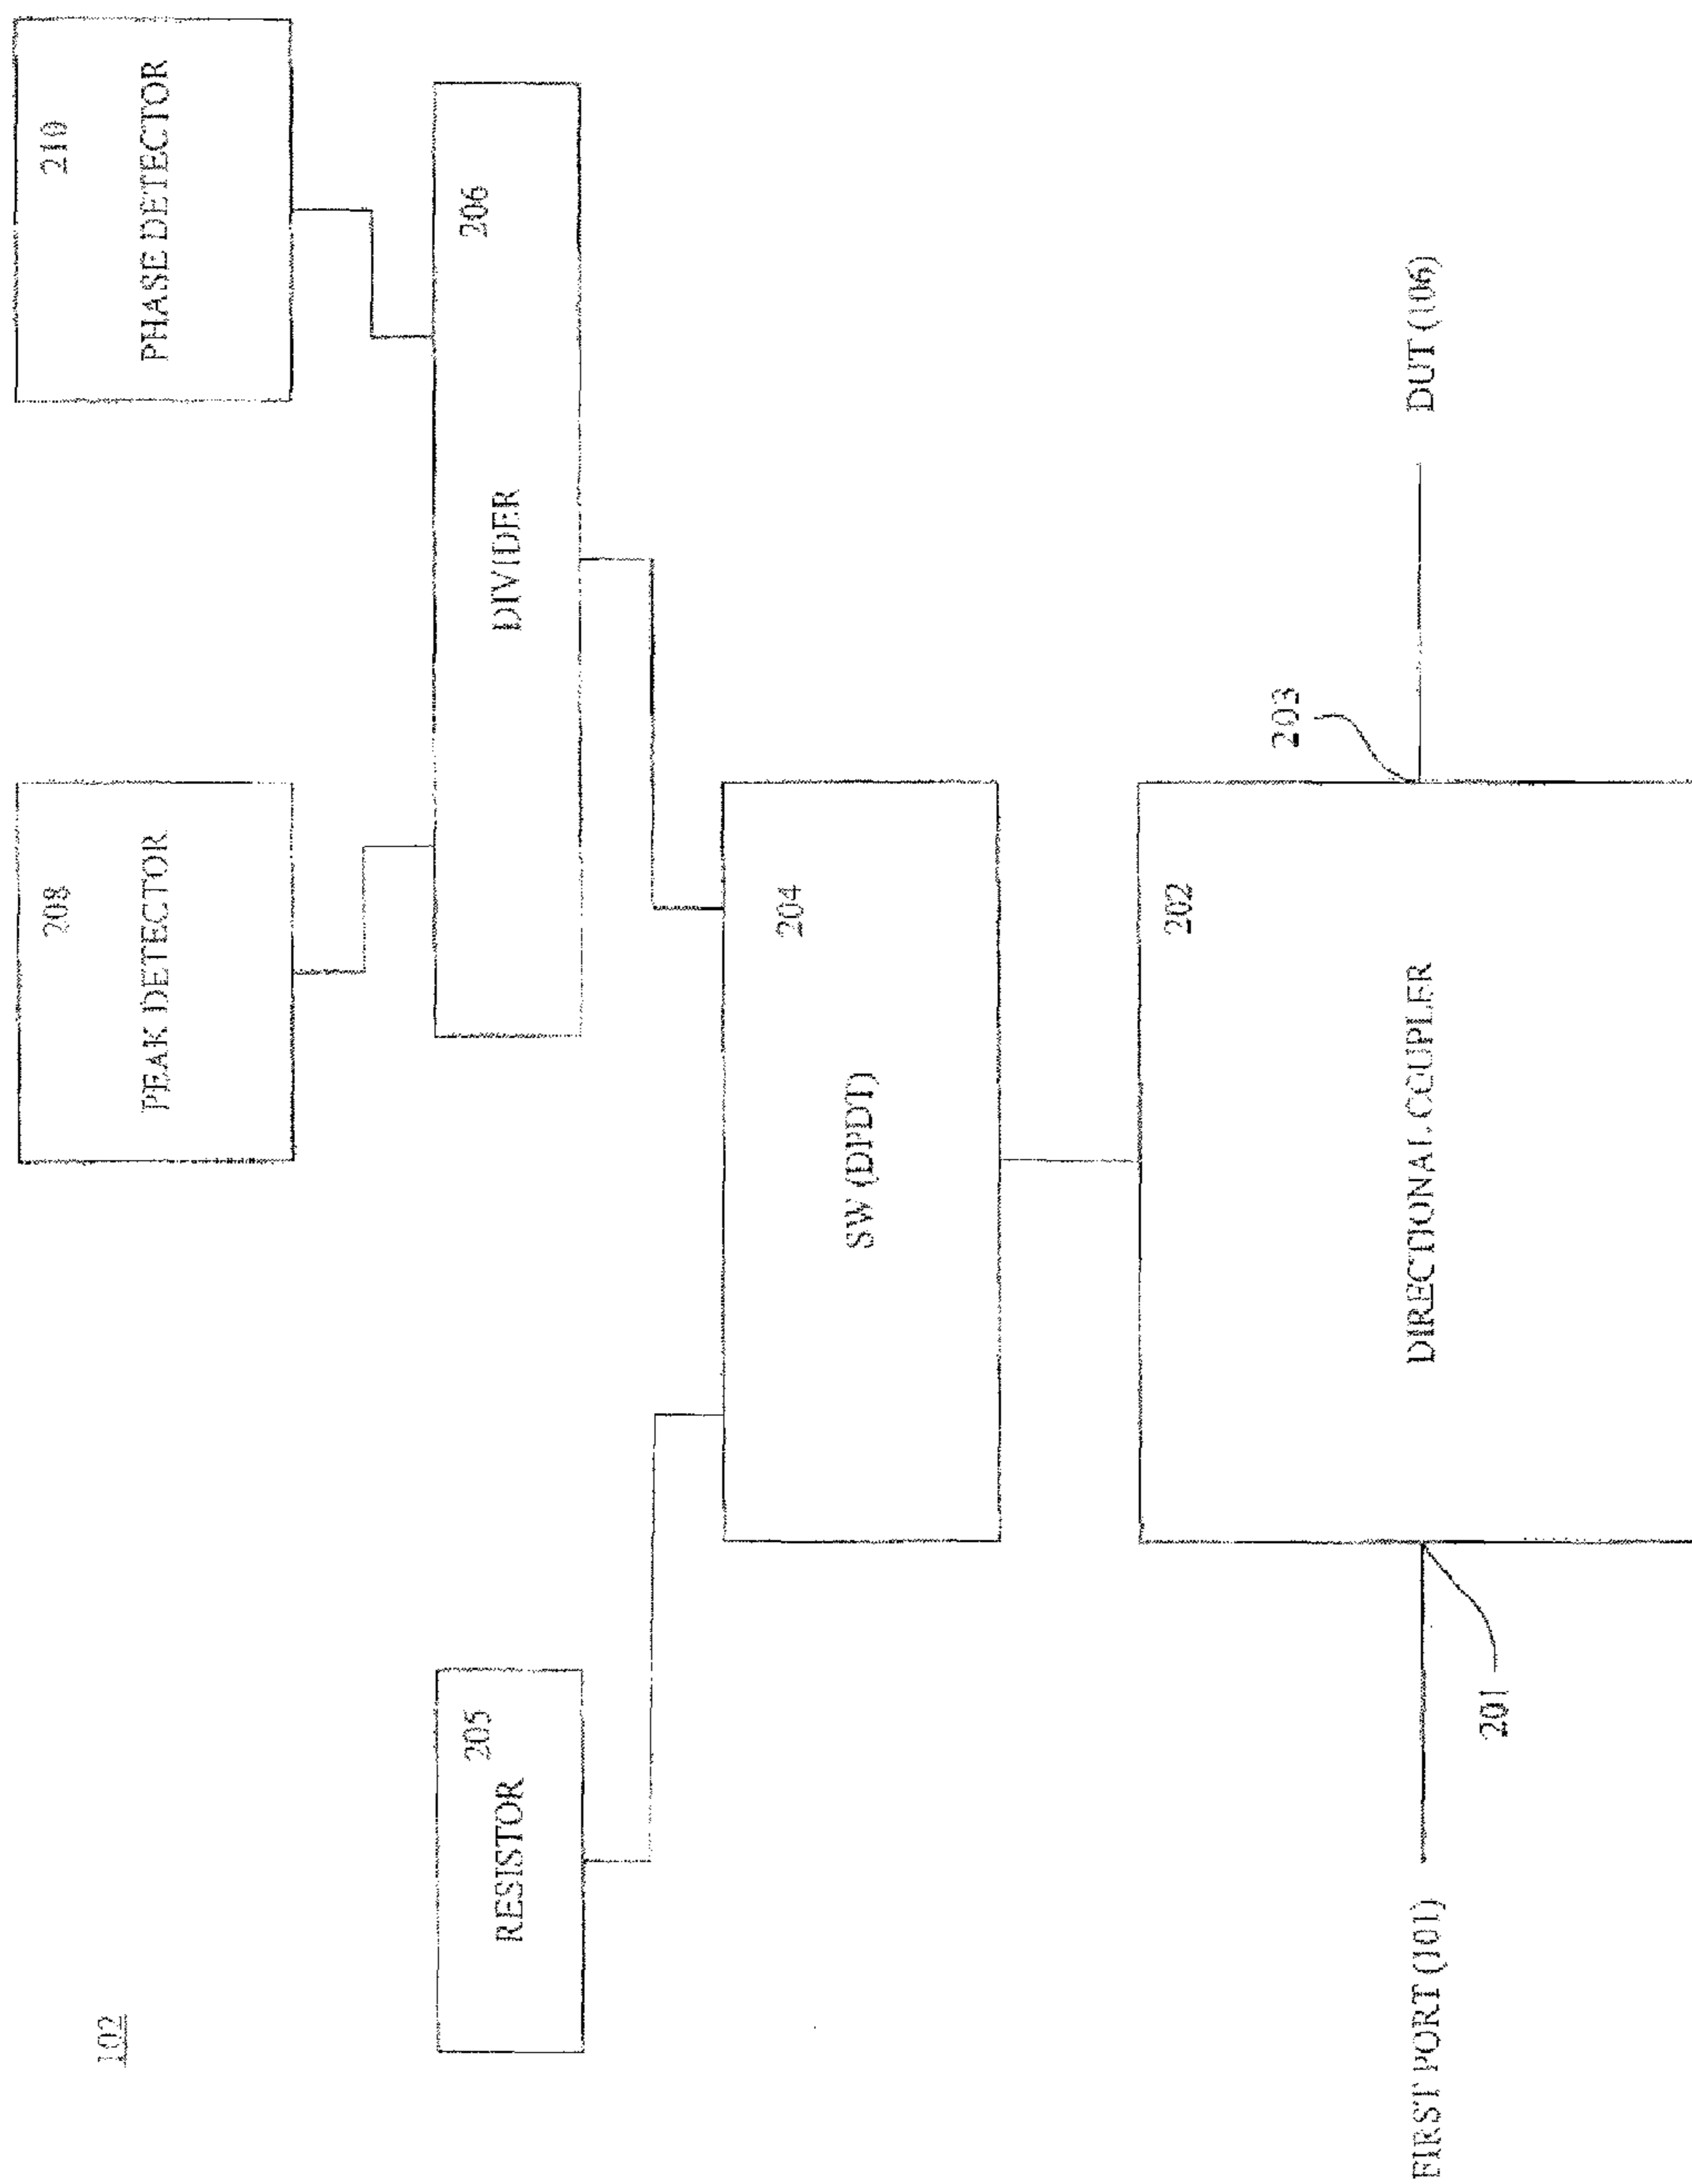 102
208
PEAK DETECTOR
210
PHASE DETECTOR
205
RESISTOR
206
DIVIDER
204
SW (DPDT)
202
203
DIRECTIONAL COUPLER
FIRST PORT (101)
DUT (106)
201